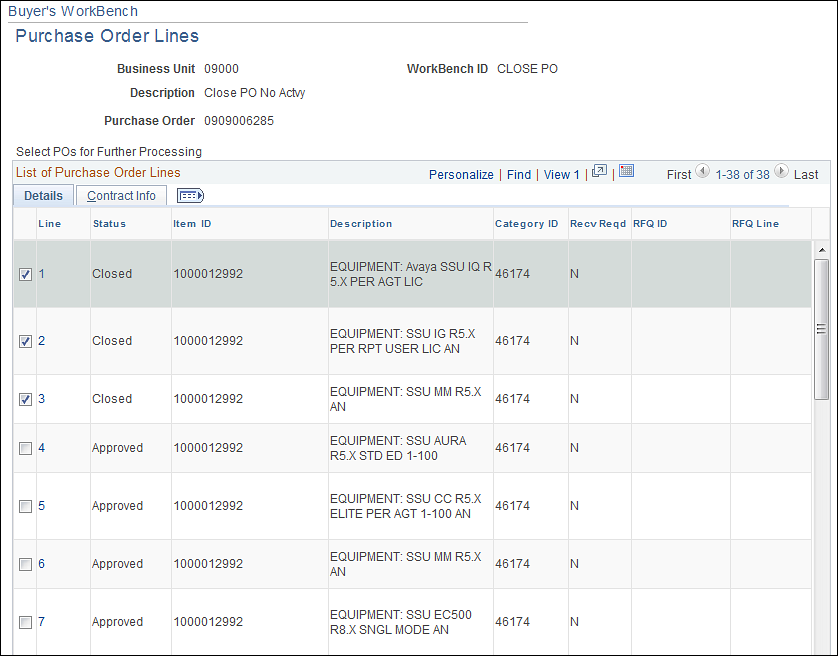 Buyer's WorkBench
Purchase Order Lines
Business Unit 09000 WorkBench ID CLOSE PO
Description Close PO No Actvy
Purchase Order 0909006285
Select POs for Further Processing
List of Purchase Order Lines Personalize | Find | View 1 | | First 1-38 of 38 Last
Details Contract Info
Line Status Item ID Description Category ID Recv Reqd RFQ ID RFQ Line
1 Closed 1000012992 EQUIPMENT: Avaya SSU IQ R 46174 N
5.X PER AGT LIC
2 Closed 1000012992 EQUIPMENT: SSU IG R5.X 46174 N
PER RPT USER LIC AN
3 Closed 1000012992 EQUIPMENT: SSU MM R5.X 46174 N
AN
4 Approved 1000012992 EQUIPMENT: SSU AURA 46174 N
R5.X STD ED 1-100
5 Approved 1000012992 EQUIPMENT: SSU CC R5.X 46174 N
ELITE PER AGT 1-100 AN
6 Approved 1000012992 EQUIPMENT: SSU MM R5.X 46174 N
AN
7 Approved 1000012992 EQUIPMENT: SSU EC500 46174 N
R8.X SNGL MODE AN